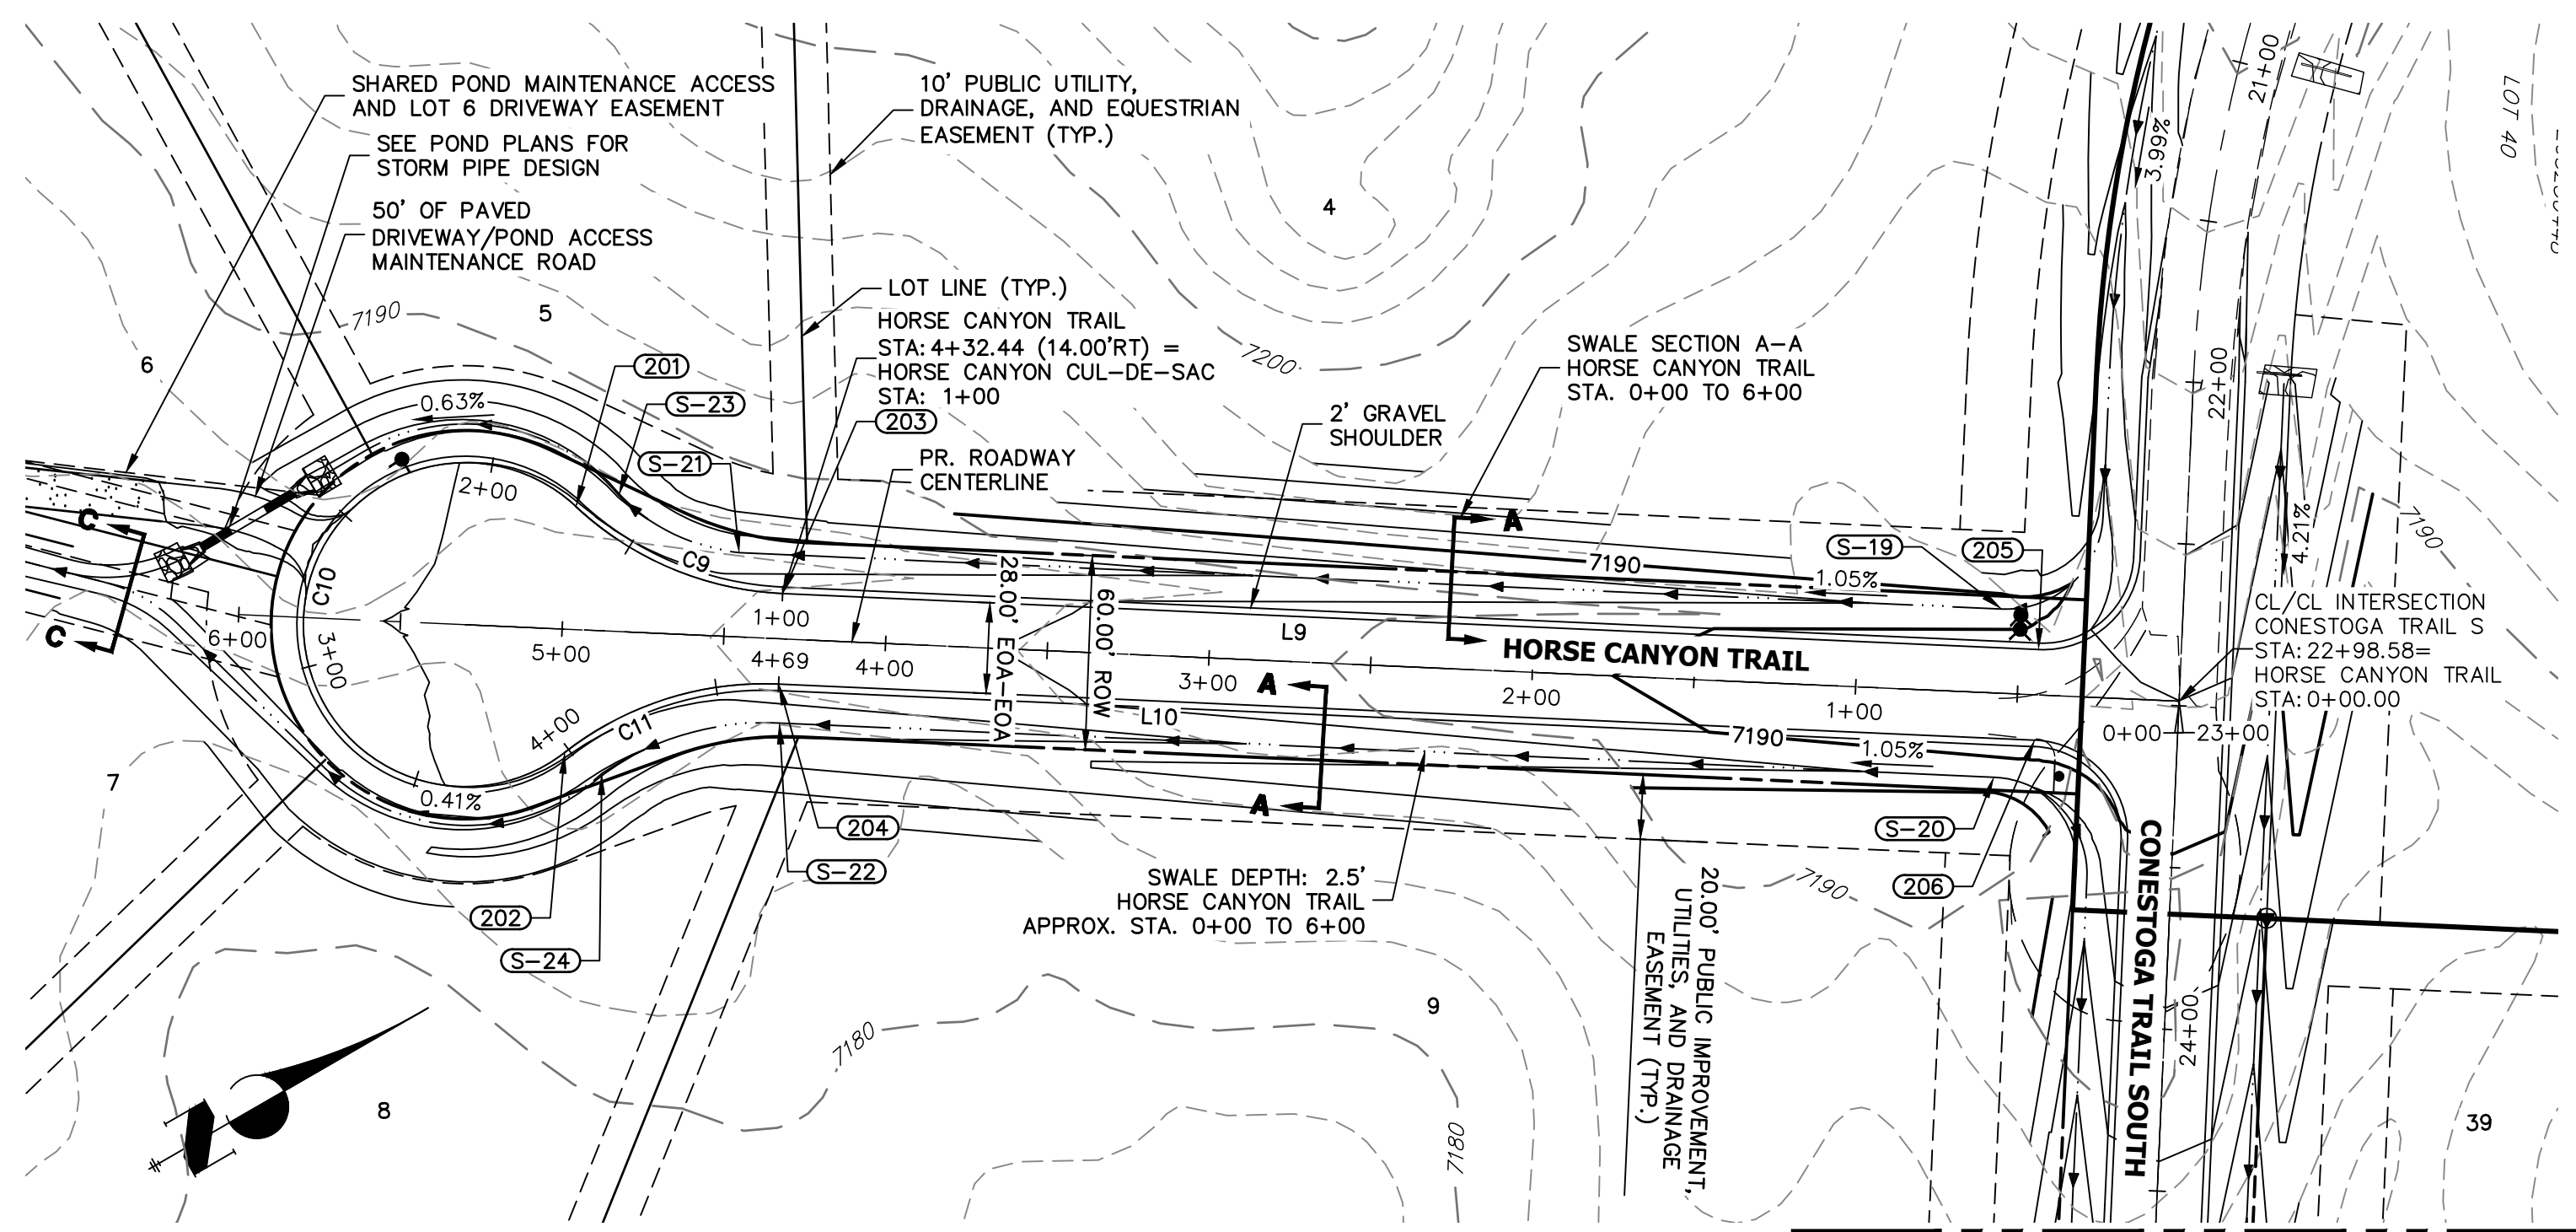 SHARED POND MAINTENANCE ACCESS
AND LOT 6 DRIVEWAY EASEMENT
SEE POND PLANS FOR
STORM PIPE DESIGN
50' OF PAVED
DRIVEWAY/POND ACCESS
MAINTENANCE ROAD
10' PUBLIC UTILITY,
DRAINAGE, AND EQUESTRIAN
EASEMENT (TYP.)
4
21+00
3.99%
LOT 40
7190
5
6
LOT LINE (TYP.)
HORSE CANYON TRAIL
STA: 4+32.44 (14.00'RT) =
HORSE CANYON CUL-DE-SAC
STA: 1+00
203
PR. ROADWAY
CENTERLINE
7200
SWALE SECTION A-A
HORSE CANYON TRAIL
STA. 0+00 TO 6+00
2' GRAVEL
SHOULDER
22+00
201
S-23
S-21
0.63%
2+00
C
C
C9
C10
3+00
6+00
5+00
1+00
4+69
4+00
28.00' EOA-EOA
60.00' ROW
L9
A
A
7190
1.05%
S-19
205
4.21%
7190
HORSE CANYON TRAIL
3+00
2+00
1+00
CL/CL INTERSECTION
CONESTOGA TRAIL S
STA: 22+98.58=
HORSE CANYON TRAIL
STA: 0+00.00
0+00
23+00
4+00
C11
L10
7190
1.05%
0.41%
7
204
S-22
202
S-24
A
SWALE DEPTH: 2.5'
HORSE CANYON TRAIL
APPROX. STA. 0+00 TO 6+00
20.00' PUBLIC IMPROVEMENT,
UTILITIES, AND DRAINAGE
EASEMENT (TYP.)
7190
S-20
206
CONESTOGA TRAIL SOUTH
24+00
9
7180
7180
8
N
39